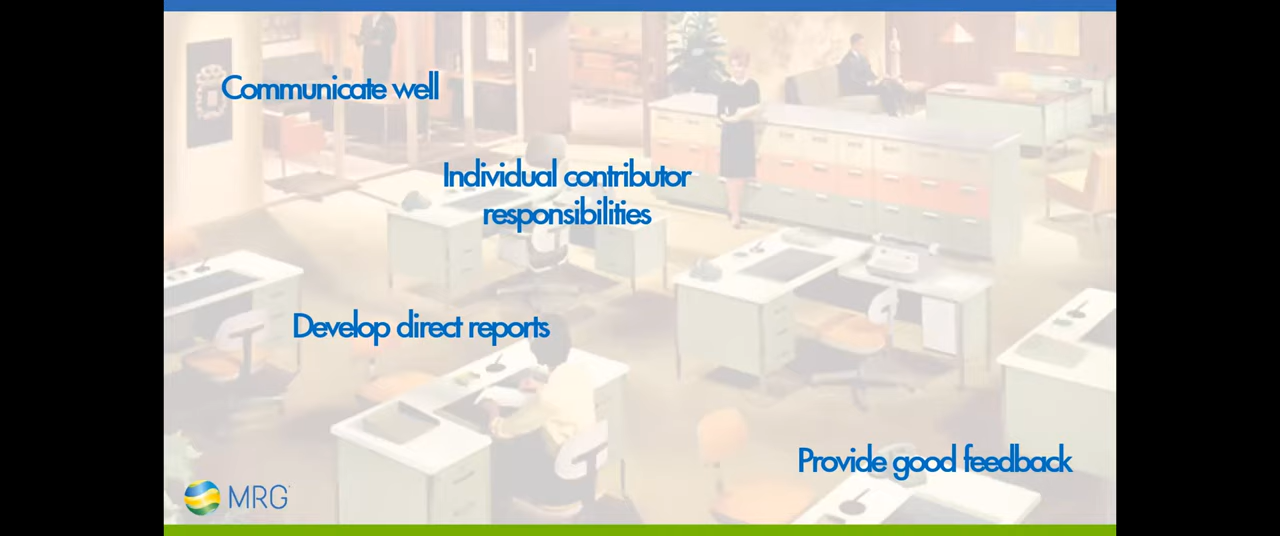 Communicate well
Individual contributor
responsibilities
Develop direct reports
Provide good feedback
MRG